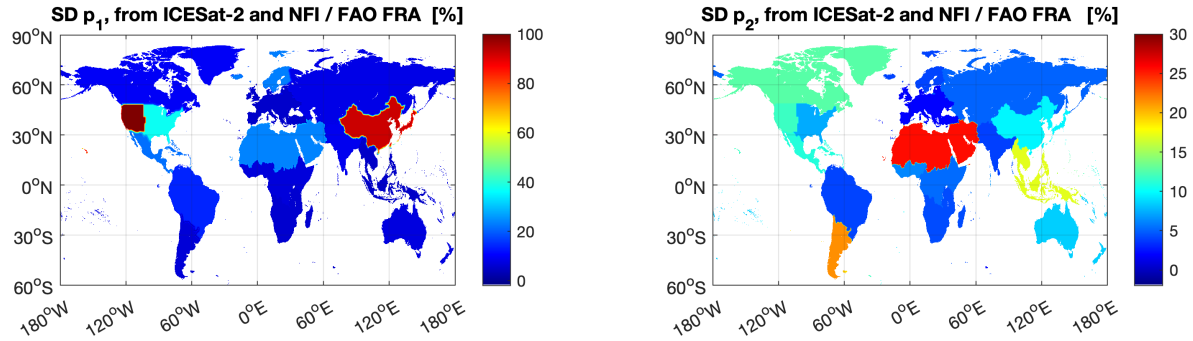 SD p1, from ICESat-2 and NFI / FAO FRA [%]
90°N
60°N
30°N
0°N
30°S
60°S
180°W
120°W
60°W
0°E
60°E
120°E
180°E
100
80
60
40
20
0
SD p2, from ICESat-2 and NFI / FAO FRA [%]
90°N
60°N
30°N
0°N
30°S
60°S
180°W
120°W
60°W
0°E
60°E
120°E
180°E
30
25
20
15
10
5
0